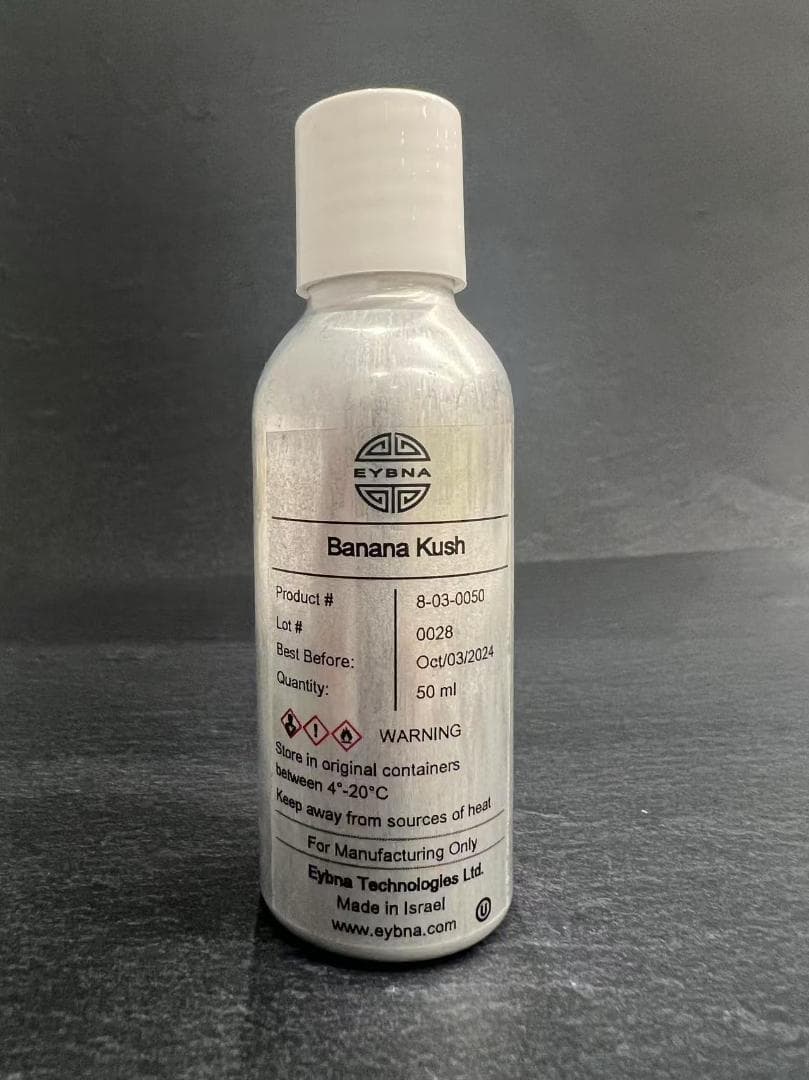 EYBNA
Banana Kush
Product # 8-03-0050
Lot # 0028
Best Before: Oct/03/2024
Quantity: 50 ml
! WARNING
Store in original containers
between 4°-20°C
Keep away from sources of heat
For Manufacturing Only
Eybna Technologies Ltd.
Made in Israel
www.eybna.com
U